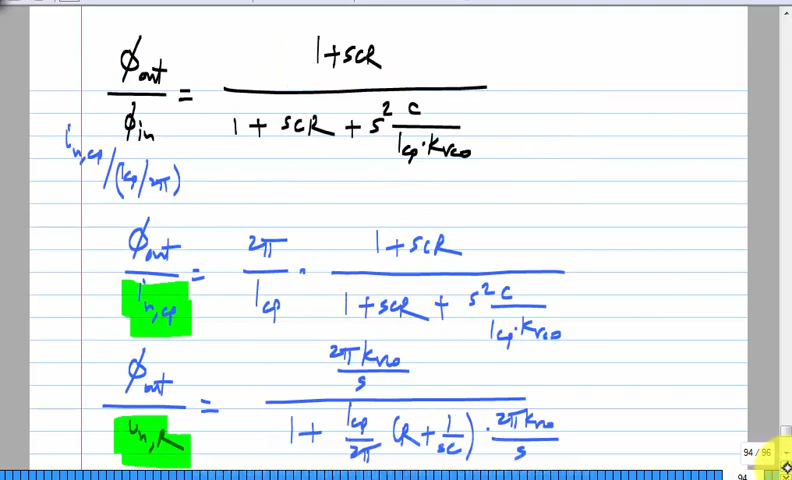 ϕout/ϕin = (1+sCR)/(1 + sCR + s² C/(Icp·Kvco))
in,cp/(Icp/2π)
ϕout/in,cp = 2π/Icp · (1+sCR)/(1+sCR + s² C/(Icp·Kvco))
ϕout/vn,R = (2πKvco/s)/(1 + Icp/2π (R + 1/sC) · 2πKvco/s)
94 / 96
94